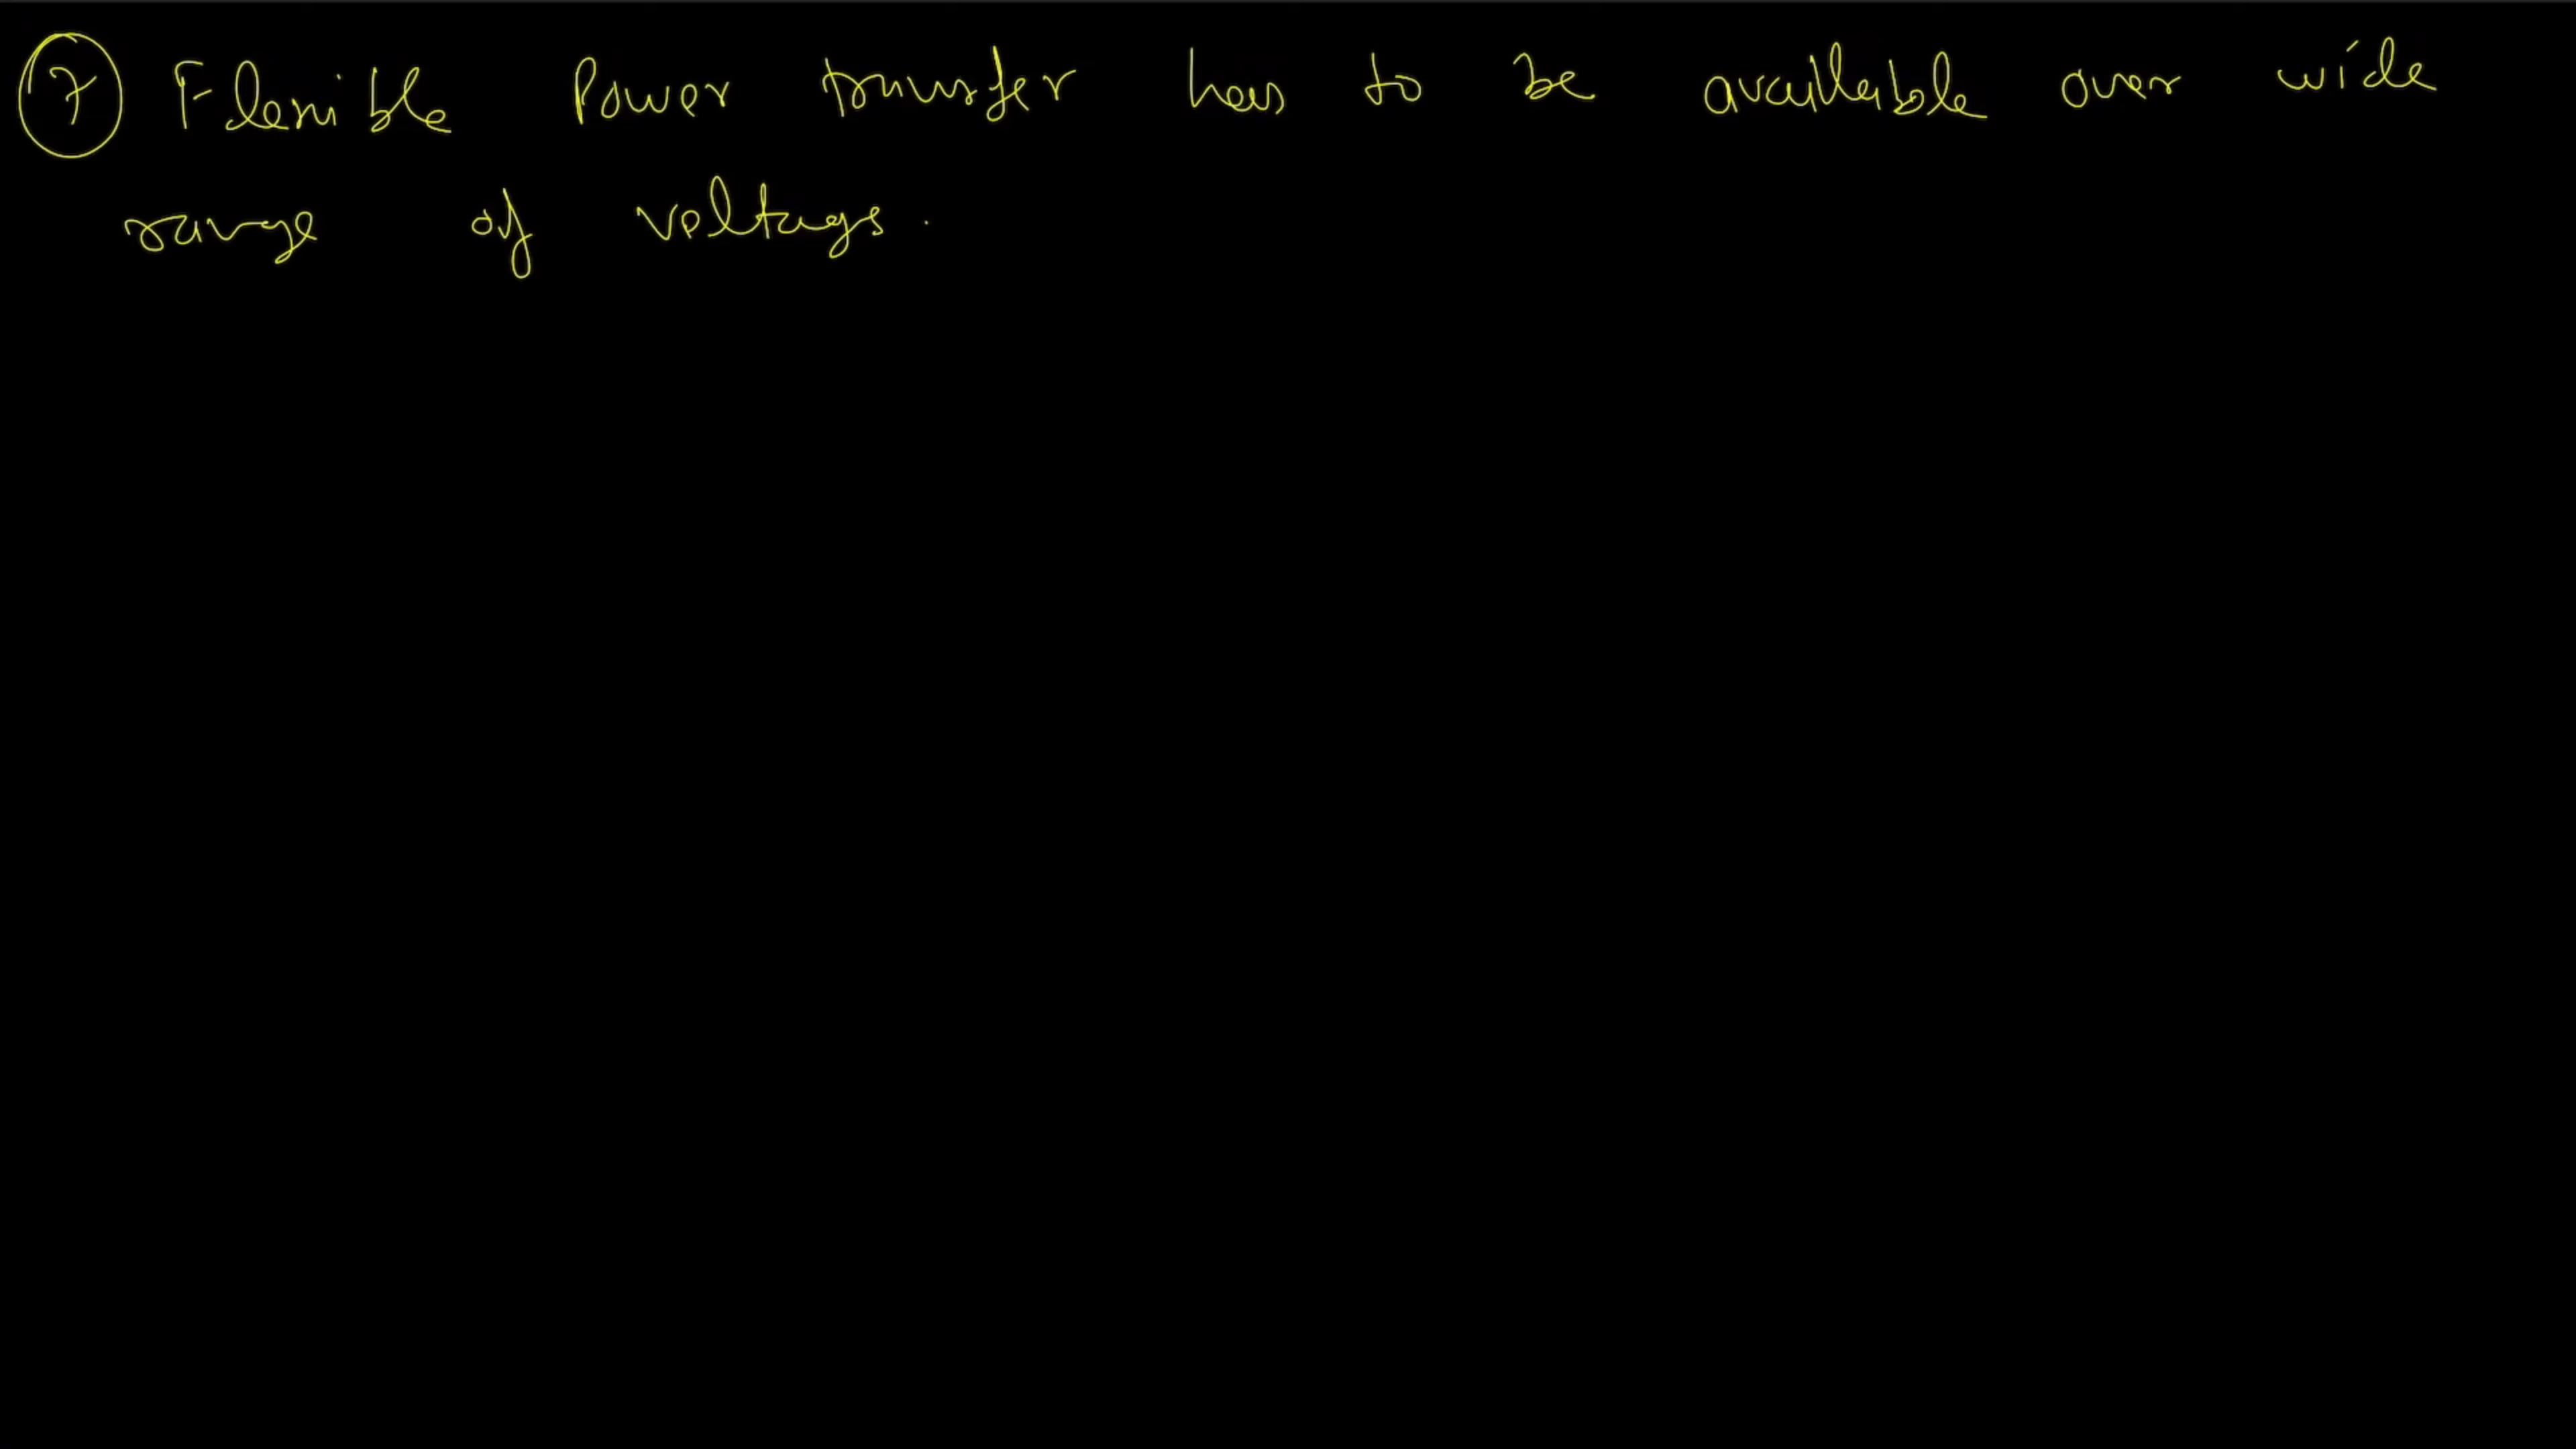 7 Flexible Power transfer has to be available over wide
range of voltages.